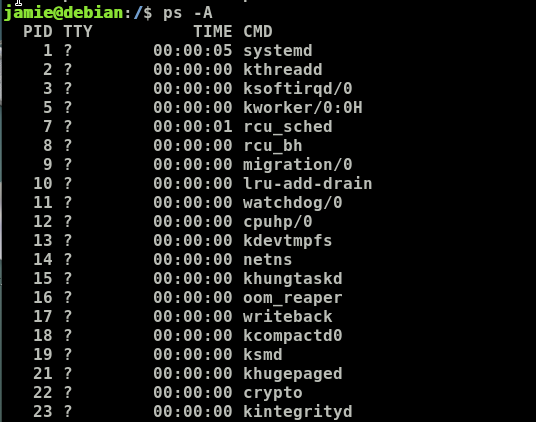 jamie@debian:/$ ps -A
  PID TTY          TIME CMD
    1 ?        00:00:05 systemd
    2 ?        00:00:00 kthreadd
    3 ?        00:00:00 ksoftirqd/0
    5 ?        00:00:00 kworker/0:0H
    7 ?        00:00:01 rcu_sched
    8 ?        00:00:00 rcu_bh
    9 ?        00:00:00 migration/0
   10 ?        00:00:00 lru-add-drain
   11 ?        00:00:00 watchdog/0
   12 ?        00:00:00 cpuhp/0
   13 ?        00:00:00 kdevtmpfs
   14 ?        00:00:00 netns
   15 ?        00:00:00 khungtaskd
   16 ?        00:00:00 oom_reaper
   17 ?        00:00:00 writeback
   18 ?        00:00:00 kcompactd0
   19 ?        00:00:00 ksmd
   21 ?        00:00:00 khugepaged
   22 ?        00:00:00 crypto
   23 ?        00:00:00 kintegrityd